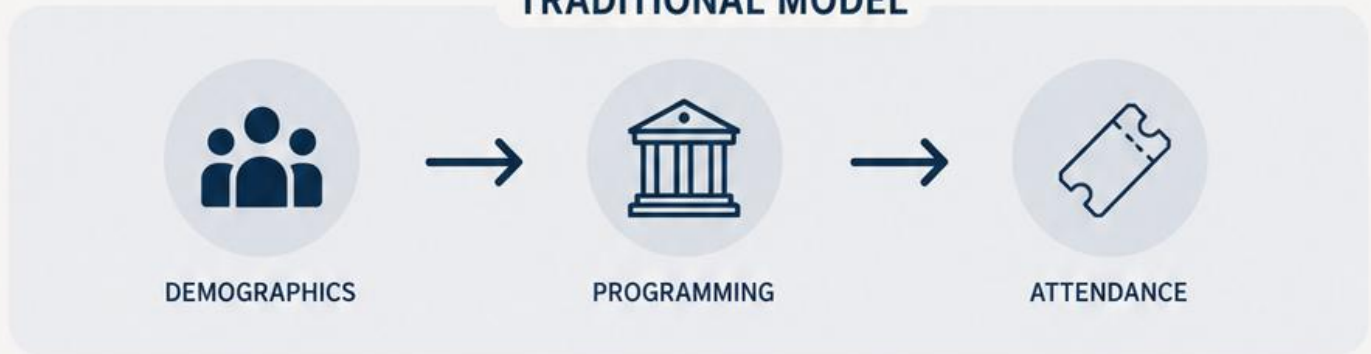 TRADITIONAL MODEL
DEMOGRAPHICS
PROGRAMMING
ATTENDANCE